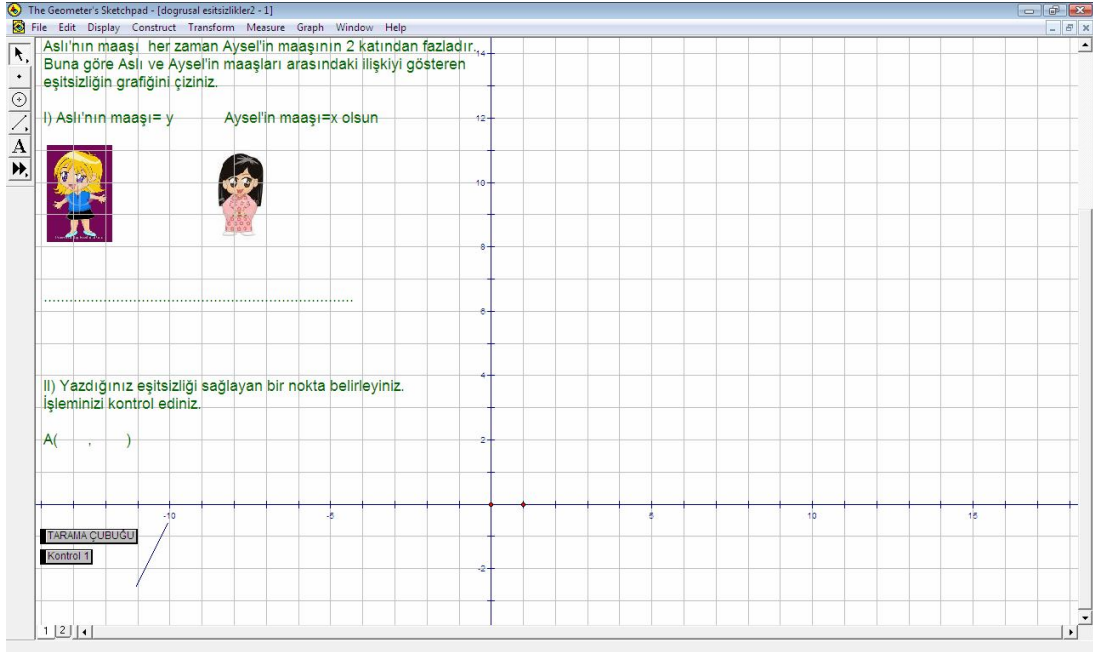 The Geometer's Sketchpad - [dogrusal esitsizlikler2 - 1]
File Edit Display Construct Transform Measure Graph Window Help
Aslı'nın maaşı her zaman Aysel'in maaşının 2 katından fazladır.
Buna göre Aslı ve Aysel'in maaşları arasındaki ilişkiyi gösteren
eşitsizliğin grafiğini çiziniz.
I) Aslı'nın maaşı= y Aysel'in maaşı=x olsun
................................................................................
II) Yazdığınız eşitsizliği sağlayan bir nokta belirleyiniz.
İşleminizi kontrol ediniz.
A( , )
14
12
10
8
6
4
2
-10 -5 5 10 15
-2
TARAMA ÇUBUĞU
Kontrol 1
A
1 2